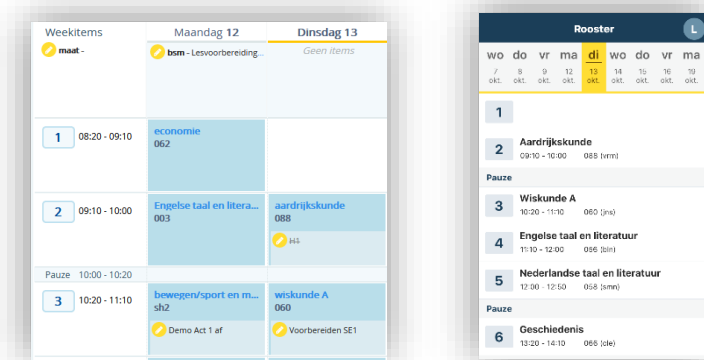 Weekitems Maandag 12 Dinsdag 13
maat - bsm - Lesvoorbereiding... Geen items
1 08:20 - 09:10 economie
062
2 09:10 - 10:00 Engelse taal en litera... aardrijkskunde
003 088
H1
Pauze 10:00 - 10:20
3 10:20 - 11:10 bewegen/sport en m... wiskunde A
sh2 060
Demo Act 1 af Voorbereiden SE1
Rooster L
wo do vr ma di wo do vr ma
7 8 9 12 13 14 15 16 19
okt. okt. okt. okt. okt. okt. okt. okt. okt.
1
2 Aardrijkskunde
09:10 - 10:00 088 (vrm)
Pauze
3 Wiskunde A
10:20 - 11:10 060 (jns)
4 Engelse taal en literatuur
11:10 - 12:00 066 (bln)
5 Nederlandse taal en literatuur
12:00 - 12:50 058 (smn)
Pauze
6 Geschiedenis
13:20 - 14:10 066 (cle)